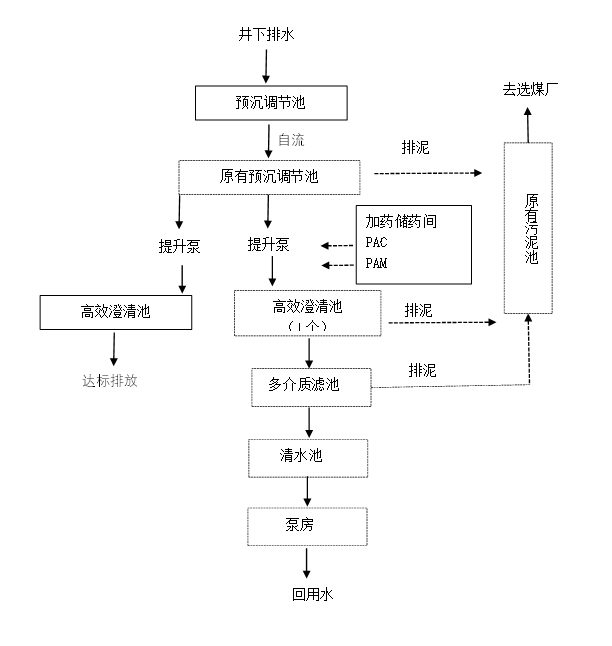 井下排水
去选煤厂
预沉调节池
自流
排泥
原有预沉调节池
原有污泥池
加药储药间
PAC
PAM
提升泵
提升泵
高效澄清池
高效澄清池
（1个）
排泥
达标排放
多介质滤池
排泥
清水池
泵房
回用水